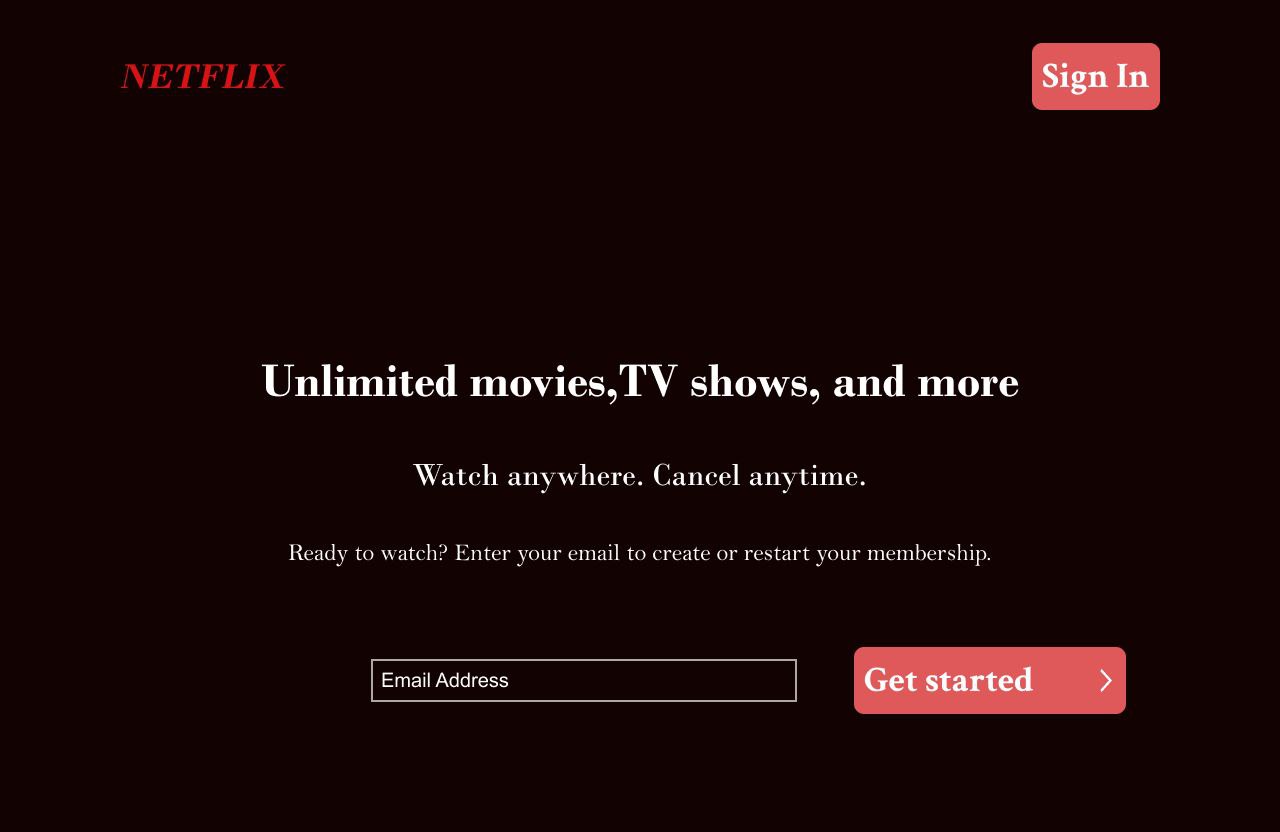 NETFLIX
Sign In
Unlimited movies,TV shows, and more
Watch anywhere. Cancel anytime.
Ready to watch? Enter your email to create or restart your membership.
Email Address
Get started